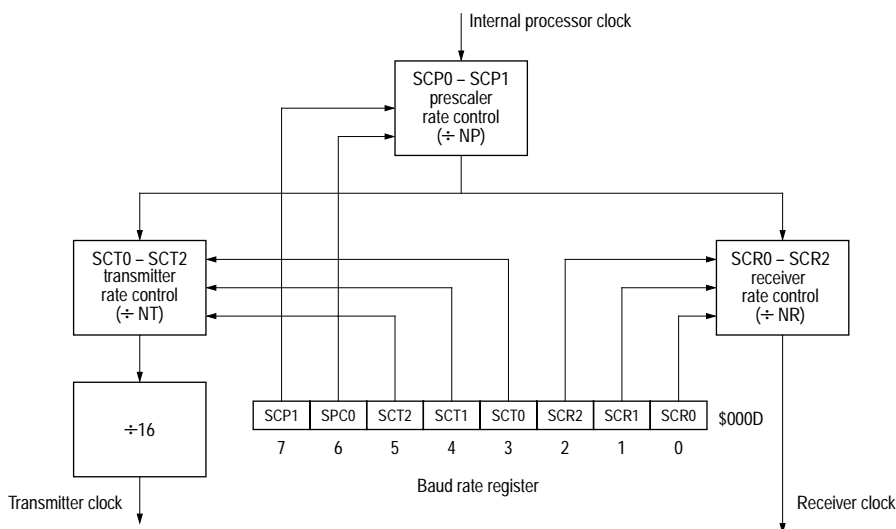 Internal processor clock
SCP0 – SCP1
prescaler
rate control
(÷ NP)
SCT0 – SCT2
transmitter
rate control
(÷ NT)
SCR0 – SCR2
receiver
rate control
(÷ NR)
÷16
SCP1 SPC0 SCT2 SCT1 SCT0 SCR2 SCR1 SCR0 $000D
7 6 5 4 3 2 1 0
Baud rate register
Transmitter clock
Receiver clock